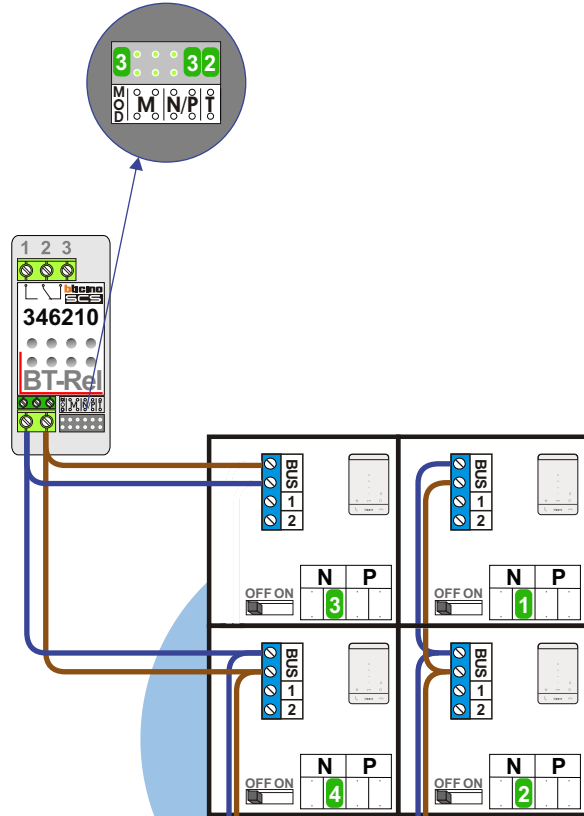 3 3 2
MOD M N/P T
1 2 3
bticino
SCS
346210
BT-Rel
MOD M N P T
BUS
1
2
N P
OFF ON
3
BUS
1
2
N P
OFF ON
1
BUS
1
2
N P
OFF ON
4
BUS
1
2
N P
OFF ON
2